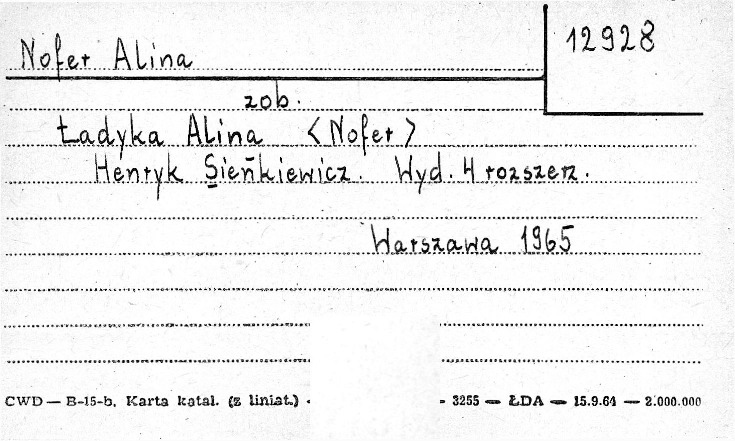 Nofer Alina
12928
zob.
Ładyka Alina <Nofer>
Henryk Sieńkiewicz. Wyd. 4 rozszerz.
Warszawa 1965
CWD — B-15-b. Karta katal. (z liniat.) - - 3255 — ŁDA — 15.9.64 — 2.000.000